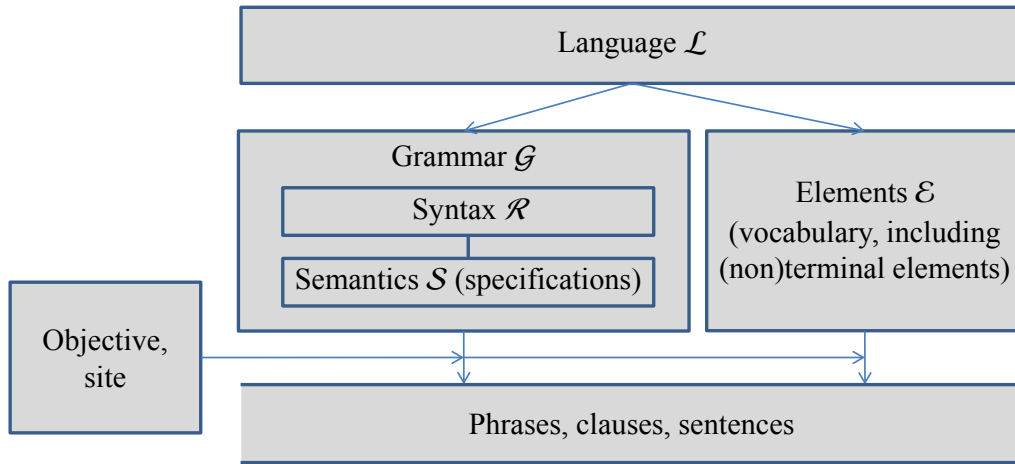 Language ℒ
Grammar 𝒢
Syntax ℛ
Semantics 𝒮 (specifications)
Elements ℰ
(vocabulary, including
(non)terminal elements)
Objective,
site
Phrases, clauses, sentences